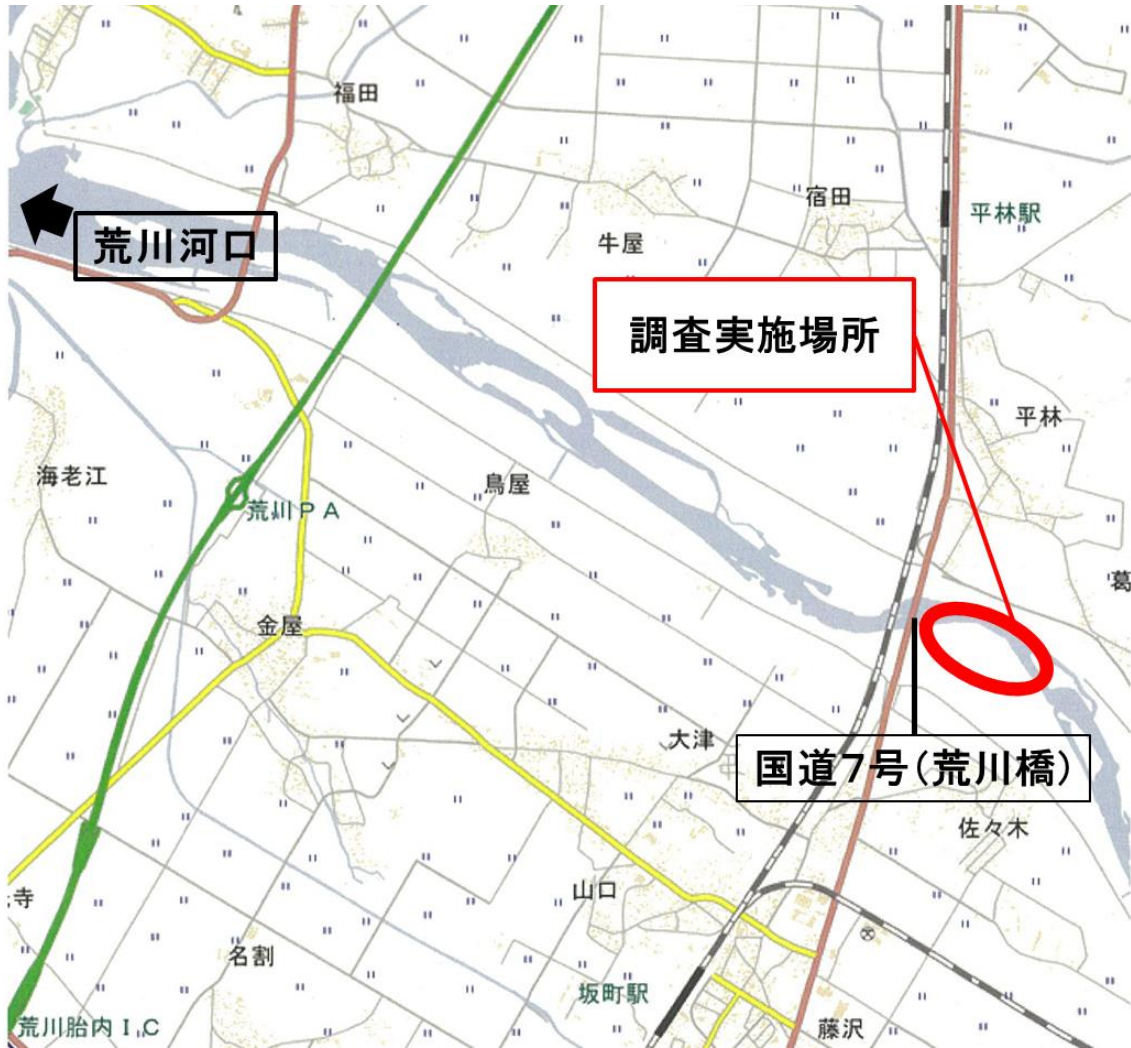 福田
宿田
平林駅
荒川河口
牛屋
調査実施場所
平林
海老江
鳥屋
荒川PA
葛
金屋
大津
国道7号(荒川橋)
佐々木
寺
山口
名割
坂町駅
荒川胎内I.C
藤沢